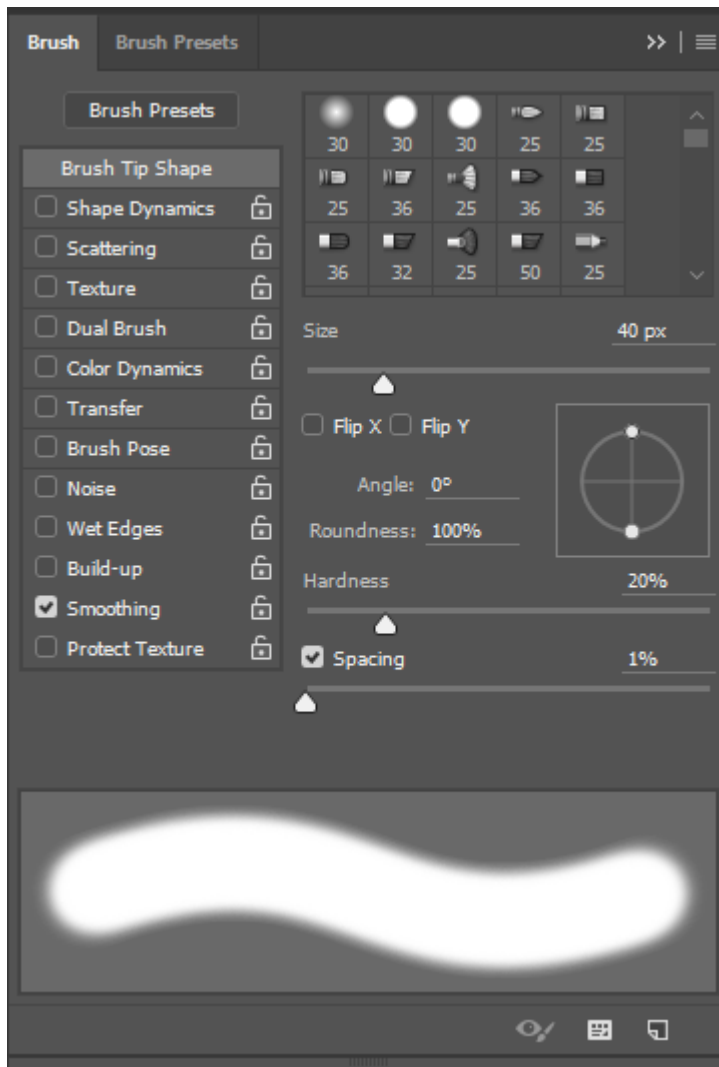 Brush Brush Presets
Brush Presets
Brush Tip Shape
Shape Dynamics
Scattering
Texture
Dual Brush
Color Dynamics
Transfer
Brush Pose
Noise
Wet Edges
Build-up
Smoothing
Protect Texture
30 30 30 25 25
25 36 25 36 36
36 32 25 50 25
Size 40 px
Flip X Flip Y
Angle: 0º
Roundness: 100%
Hardness 20%
Spacing 1%